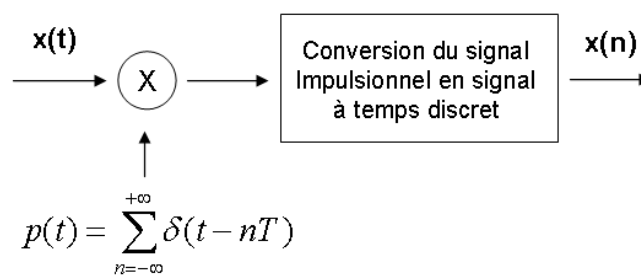 x(t)
X
Conversion du signal
Impulsionnel en signal
à temps discret
x(n)
p(t) = +∞∑n=−∞ δ(t − nT)